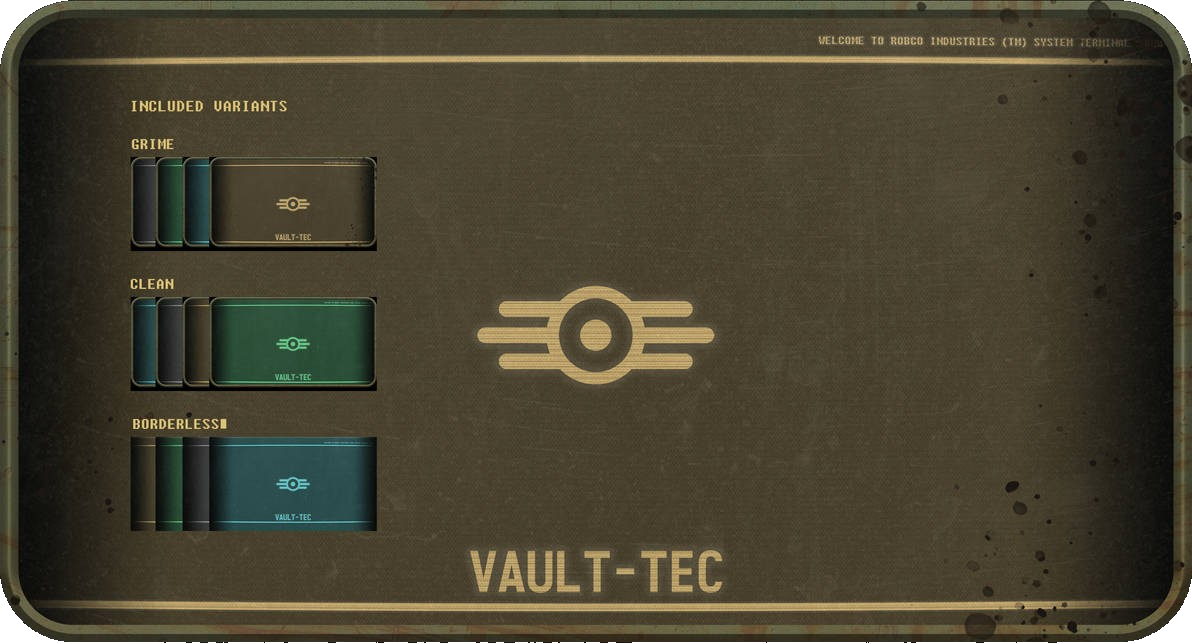 WELCOME TO ROBCO INDUSTRIES (TM) SYSTEM TERMINAL
INCLUDED VARIANTS
GRIME
VAULT-TEC
CLEAN
VAULT-TEC
BORDERLESS
VAULT-TEC
VAULT-TEC